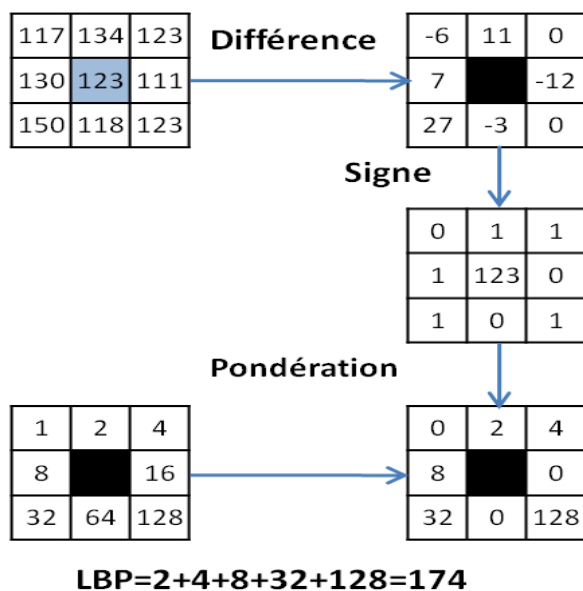 117 134 123
Différence
-6 11 0
130 123 111
7 -12
150 118 123
27 -3 0
Signe
0 1 1
1 123 0
1 0 1
Pondération
1 2 4
0 2 4
8 16
8 0
32 64 128
32 0 128
LBP=2+4+8+32+128=174